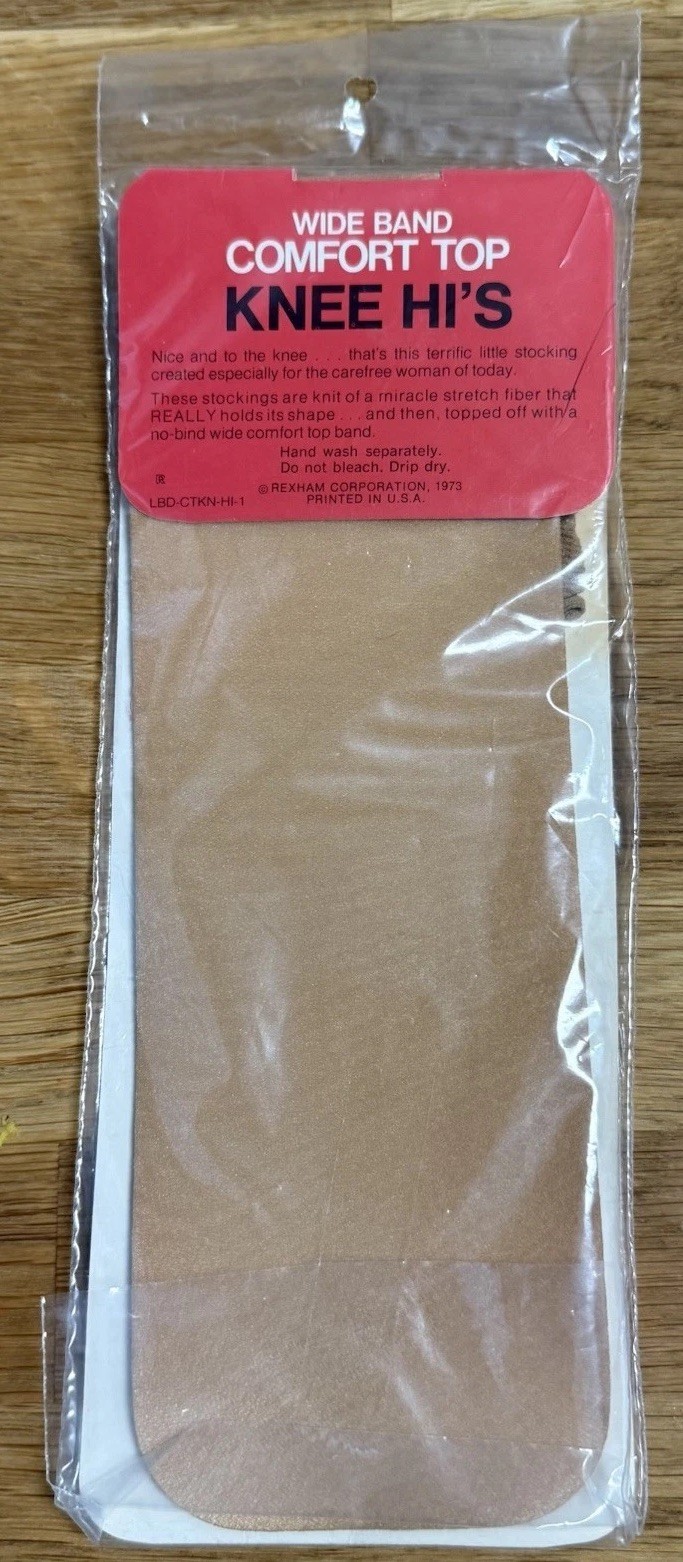 WIDE BAND
COMFORT TOP
KNEE HI'S
Nice and to the knee . . . that's this terrific little stocking
created especially for the carefree woman of today.
These stockings are knit of a miracle stretch fiber that
REALLY holds its shape . . . and then, topped off with a
no-bind wide comfort top band.
Hand wash separately.
Do not bleach. Drip dry.
© REXHAM CORPORATION, 1973
LBD-CTKN-HI-1 PRINTED IN U.S.A.